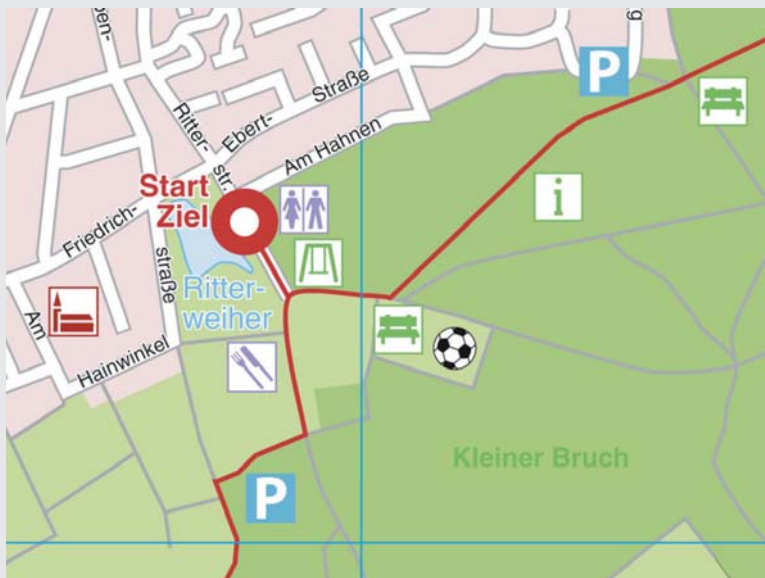 P
Ritter-
str.
Ebert-
Straße
Am Hahnen
Start
Ziel
i
Friedrich-
straße
Ritter-
weiher
Am
Hainwinkel
Kleiner Bruch
P